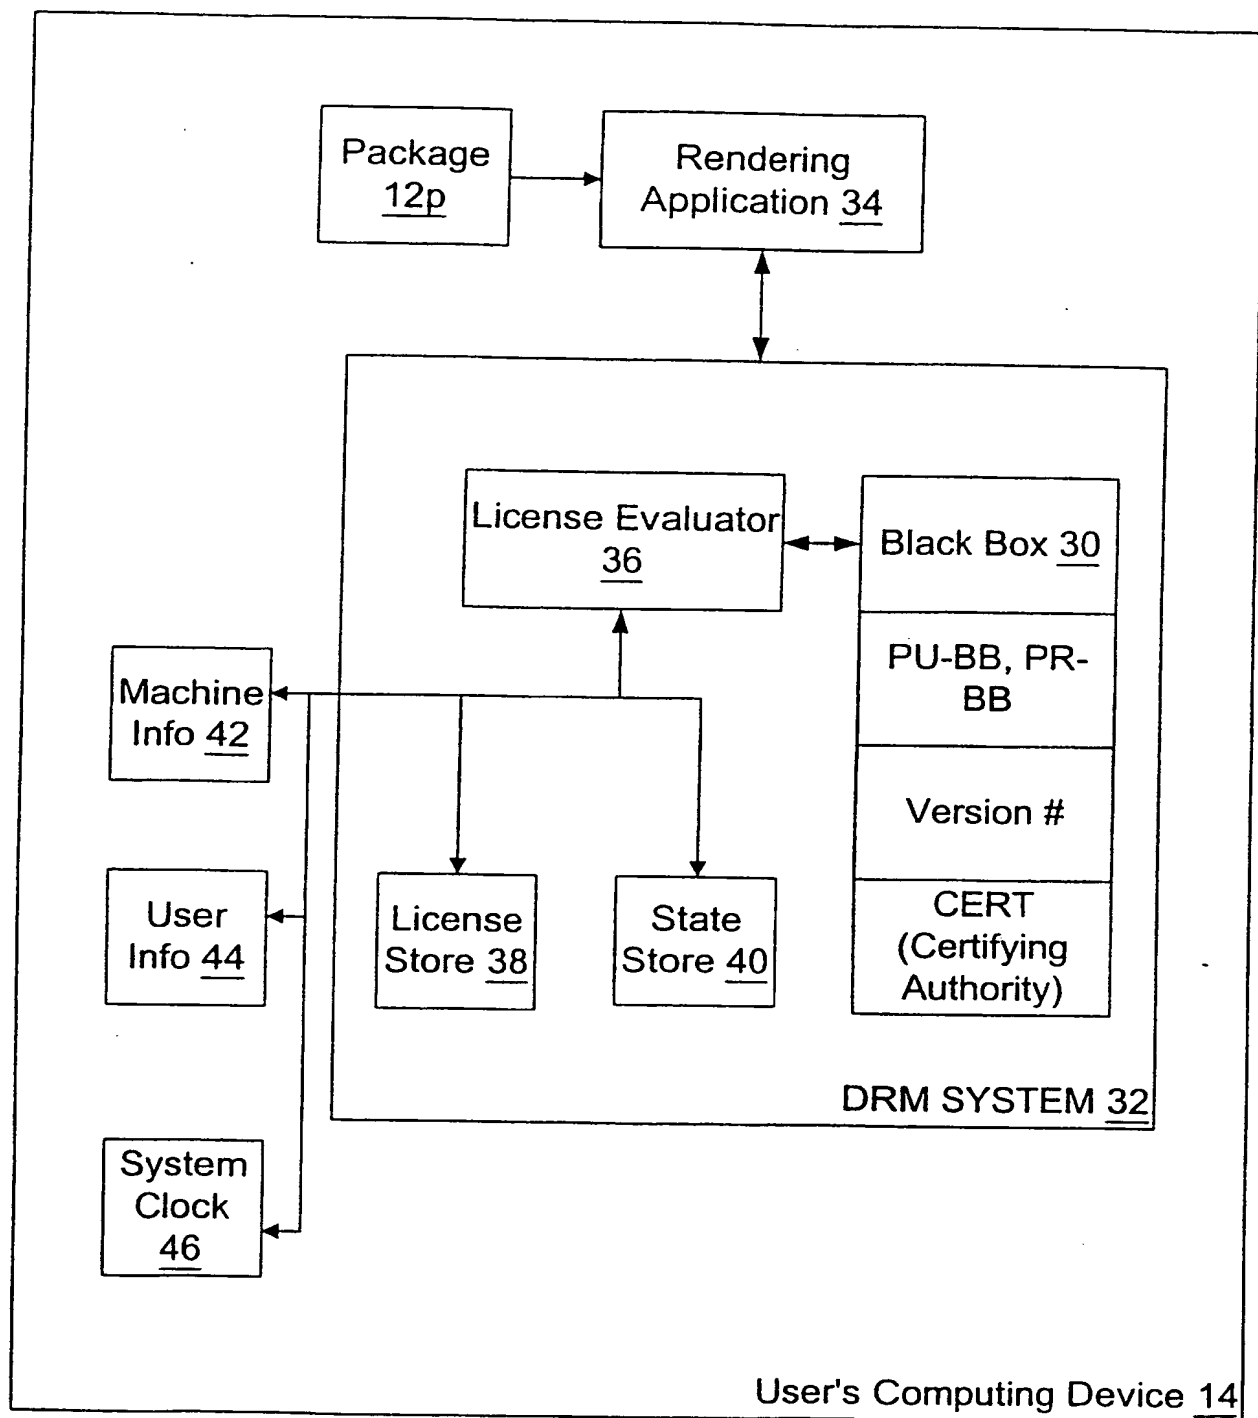 Package
12p
Rendering
Application 34
License Evaluator
36
Black Box 30
PU-BB, PR-
BB
Version #
CERT
(Certifying
Authority)
Machine
Info 42
User
Info 44
System
Clock
46
License
Store 38
State
Store 40
DRM SYSTEM 32
User's Computing Device 14